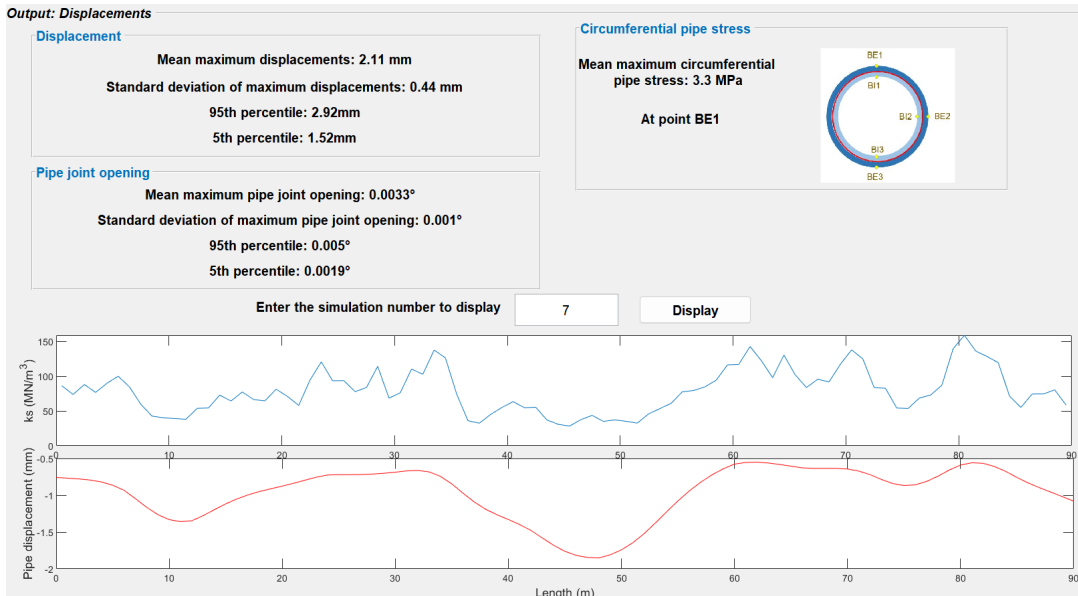 Output: Displacements
Displacement
Mean maximum displacements: 2.11 mm
Standard deviation of maximum displacements: 0.44 mm
95th percentile: 2.92mm
5th percentile: 1.52mm
Pipe joint opening
Mean maximum pipe joint opening: 0.0033°
Standard deviation of maximum pipe joint opening: 0.001°
95th percentile: 0.005°
5th percentile: 0.0019°
Circumferential pipe stress
Mean maximum circumferential
pipe stress: 3.3 MPa
At point BE1
BE1
BI1
BI2 BE2
BI3
BE3
Enter the simulation number to display 7 Display
ks (MN/m³)
150
100
50
0
10 20 30 40 50 60 70 80 90
Pipe displacement (mm)
-0.5
-1
-1.5
-2
0 10 20 30 40 50 60 70 80 90
Length (m)